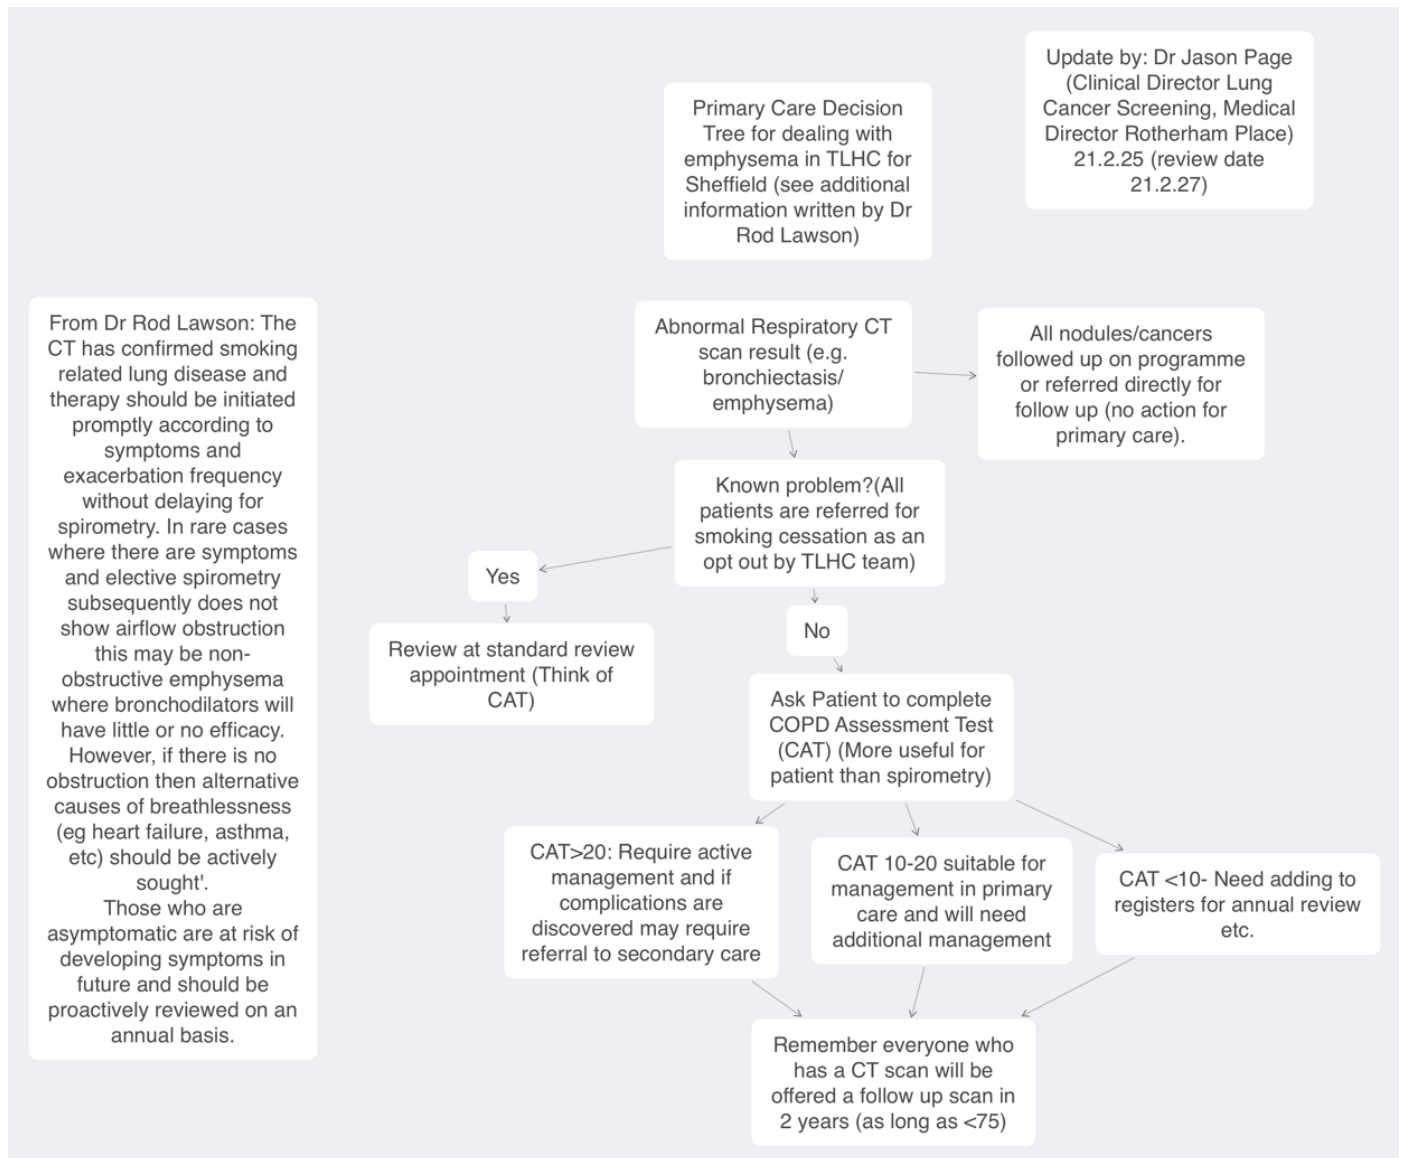 Update by: Dr Jason Page
(Clinical Director Lung
Cancer Screening, Medical
Director Rotherham Place)
21.2.25 (review date
21.2.27)
Primary Care Decision
Tree for dealing with
emphysema in TLHC for
Sheffield (see additional
information written by Dr
Rod Lawson)
From Dr Rod Lawson: The
CT has confirmed smoking
related lung disease and
therapy should be initiated
promptly according to
symptoms and
exacerbation frequency
without delaying for
spirometry. In rare cases
where there are symptoms
and elective spirometry
subsequently does not
show airflow obstruction
this may be non-
obstructive emphysema
where bronchodilators will
have little or no efficacy.
However, if there is no
obstruction then alternative
causes of breathlessness
(eg heart failure, asthma,
etc) should be actively
sought'.
Those who are
asymptomatic are at risk of
developing symptoms in
future and should be
proactively reviewed on an
annual basis.
Abnormal Respiratory CT
scan result (e.g.
bronchiectasis/
emphysema)
All nodules/cancers
followed up on programme
or referred directly for
follow up (no action for
primary care).
Known problem?(All
patients are referred for
smoking cessation as an
opt out by TLHC team)
Yes
Review at standard review
appointment (Think of
CAT)
No
Ask Patient to complete
COPD Assessment Test
(CAT) (More useful for
patient than spirometry)
CAT>20: Require active
management and if
complications are
discovered may require
referral to secondary care
CAT 10-20 suitable for
management in primary
care and will need
additional management
CAT <10- Need adding to
registers for annual review
etc.
Remember everyone who
has a CT scan will be
offered a follow up scan in
2 years (as long as <75)